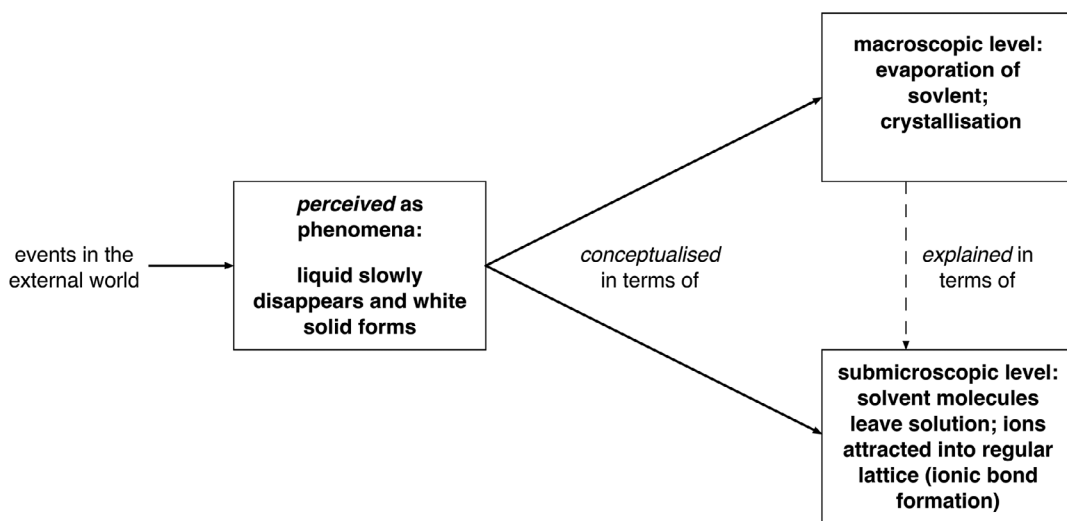 events in the
external world
perceived as
phenomena:
liquid slowly
disappears and white
solid forms
conceptualised
in terms of
macroscopic level:
evaporation of
sovlent;
crystallisation
explained in
terms of
submicroscopic level:
solvent molecules
leave solution; ions
attracted into regular
lattice (ionic bond
formation)